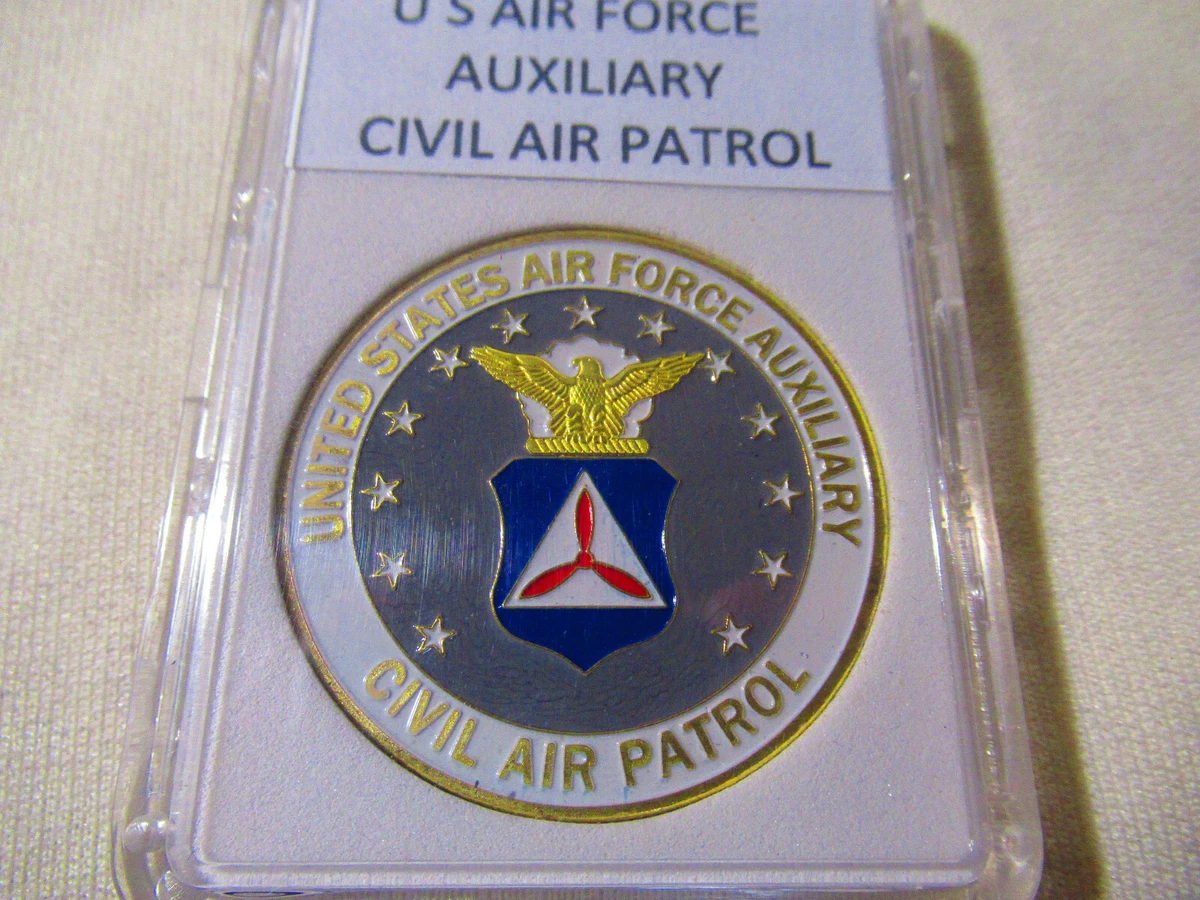 U S AIR FORCE
AUXILIARY
CIVIL AIR PATROL
UNITED STATES AIR FORCE AUXILIARY
CIVIL AIR PATROL